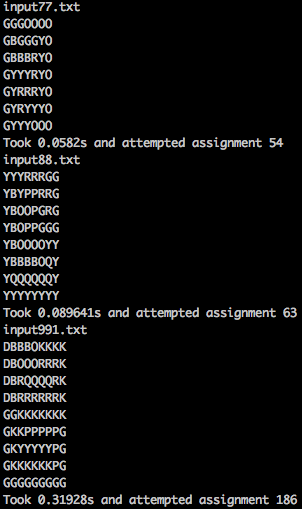 input77.txt
GGGOOOO
GBGGGYO
GBBBRYO
GYYYRYO
GYRRRYO
GYRYYYO
GYYYOOO
Took 0.0582s and attempted assignment 54
input88.txt
YYYRRRGG
YBYPPRRG
YBOOPGRG
YBOPPGGG
YBOOOOYY
YBBBBOQY
YQQQQQQY
YYYYYYYY
Took 0.089641s and attempted assignment 63
input991.txt
DBBBOKKKK
DBOOORRRK
DBRQQQQRK
DBRRRRRRK
GGKKKKKKK
GKKPPPPPG
GKYYYYYPG
GKKKKKKPG
GGGGGGGGG
Took 0.31928s and attempted assignment 186